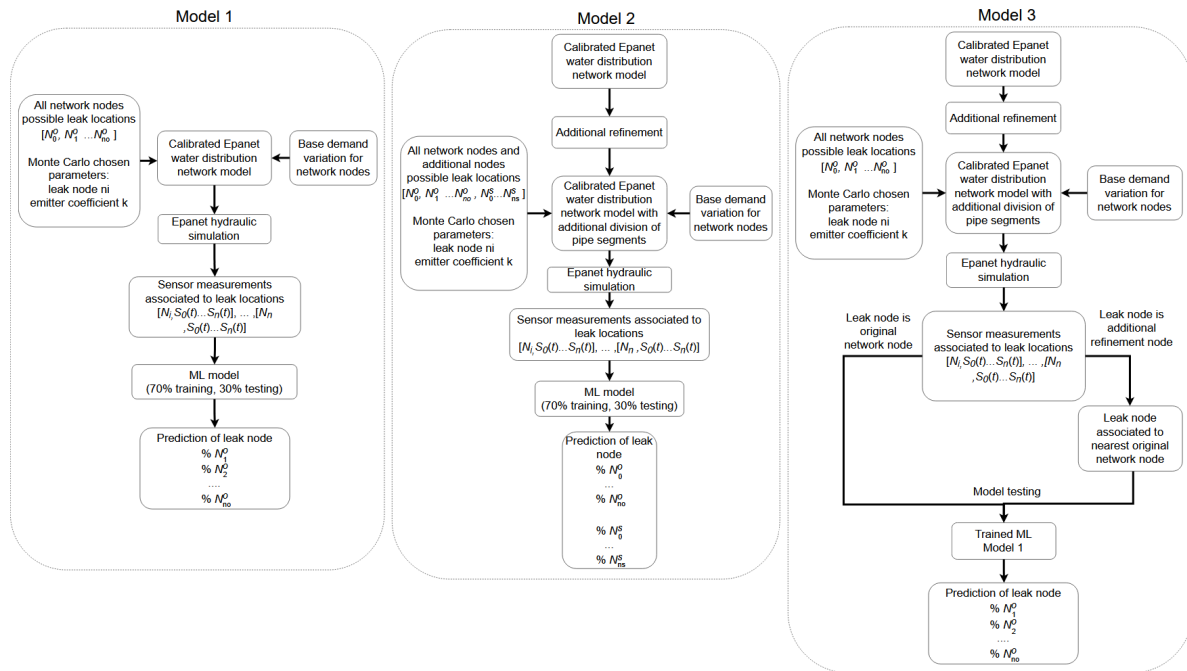 Model 1
All network nodes
possible leak locations
[N₀ᵒ, N₁ᵒ ...Nₙₒᵒ ]
Monte Carlo chosen
parameters:
leak node ni
emitter coefficient k
Calibrated Epanet
water distribution
network model
Base demand
variation for
network nodes
Epanet hydraulic
simulation
Sensor measurements
associated to leak locations
[Nᵢ, S₀(t)...Sₙ(t)], ... ,[Nₙ
,S₀(t)...Sₙ(t)]
ML model
(70% training, 30% testing)
Prediction of leak node
% N₁ᵒ
% N₂ᵒ
....
% Nₙₒᵒ
Model 2
Calibrated Epanet
water distribution
network model
Additional refinement
All network nodes and
additional nodes
possible leak locations
[N₀ᵒ, N₁ᵒ ...Nₙₒᵒ, N₀ˢ...Nₙₛˢ ]
Monte Carlo chosen
parameters:
leak node ni
emitter coefficient k
Calibrated Epanet
water distribution
network model with
additional division of
pipe segments
Base demand
variation for
network nodes
Epanet hydraulic
simulation
Sensor measurements associated to
leak locations
[Nᵢ, S₀(t)...Sₙ(t)], ... ,[Nₙ ,S₀(t)...Sₙ(t)]
ML model
(70% training, 30% testing)
Prediction of leak
node
% N₀ᵒ
...
% Nₙₒᵒ
% N₀ˢ
...
% Nₙₛˢ
Model 3
Calibrated Epanet
water distribution
network model
Additional refinement
All network nodes
possible leak locations
[N₀ᵒ, N₁ᵒ ...Nₙₒᵒ ]
Monte Carlo chosen
parameters:
leak node ni
emitter coefficient k
Calibrated Epanet
water distribution
network model with
additional division of
pipe segments
Base demand
variation for
network nodes
Epanet hydraulic
simulation
Leak node is
original
network node
Sensor measurements
associated to leak locations
[Nᵢ, S₀(t)...Sₙ(t)], ... ,[Nₙ
,S₀(t)...Sₙ(t)]
Leak node is
additional
refinement node
Leak node
associated to
nearest original
network node
Model testing
Trained ML
Model 1
Prediction of leak node
% N₁ᵒ
% N₂ᵒ
....
% Nₙₒᵒ